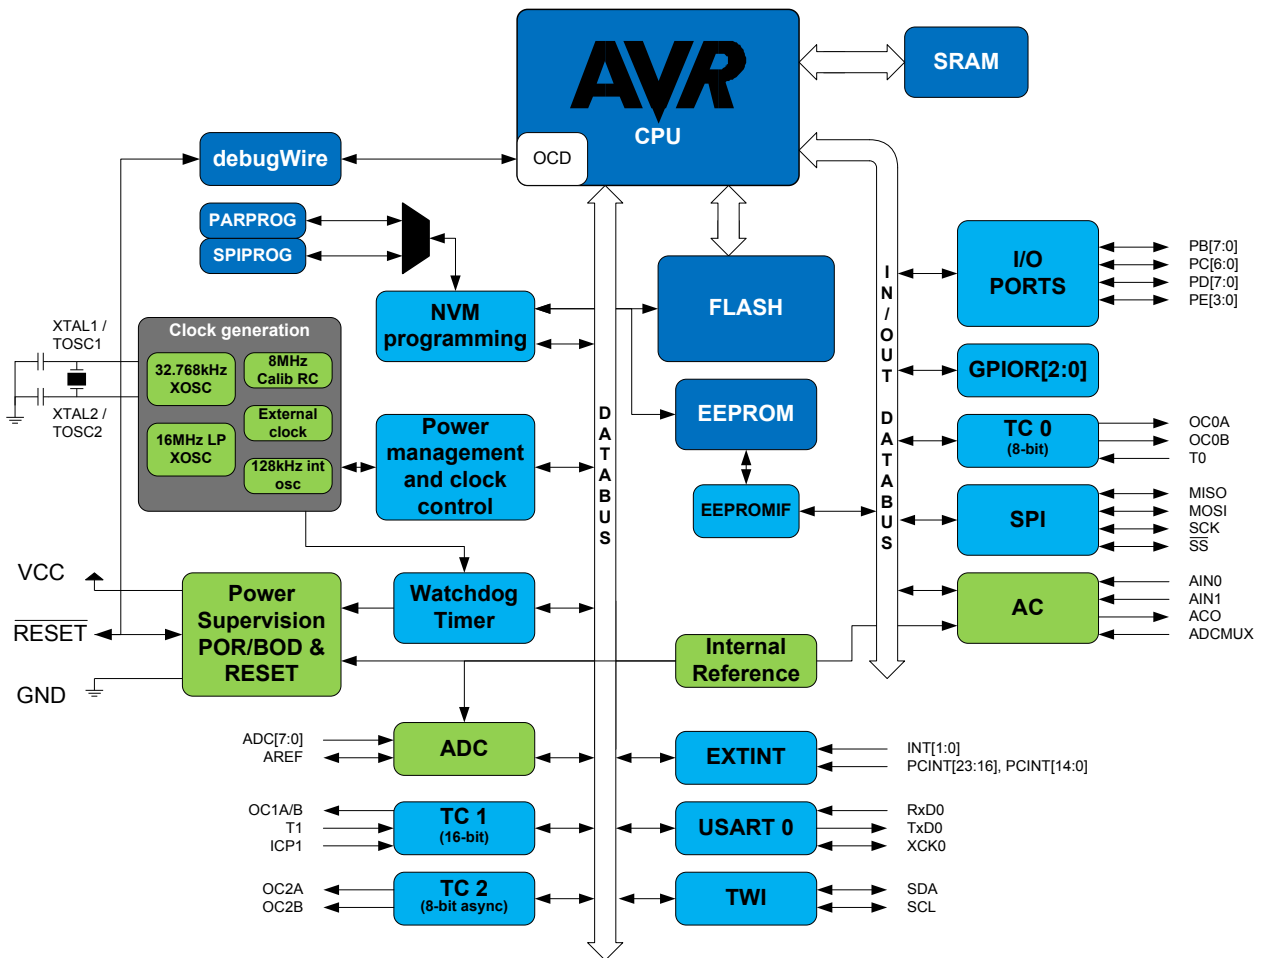 AVR
CPU
OCD
SRAM
debugWire
PARPROG
SPIPROG
NVM
programming
FLASH
EEPROM
EEPROMIF
I/O
PORTS
PB[7:0]
PC[6:0]
PD[7:0]
PE[3:0]
GPIOR[2:0]
TC 0
(8-bit)
OC0A
OC0B
T0
SPI
MISO
MOSI
SCK
SS
AC
AIN0
AIN1
ACO
ADCMUX
IN/OUT DATABUS
DATABUS
XTAL1 /
TOSC1
XTAL2 /
TOSC2
Clock generation
32.768kHz
XOSC
8MHz
Calib RC
16MHz LP
XOSC
External
clock
128kHz int
osc
Power
management
and clock
control
VCC
RESET
GND
Power
Supervision
POR/BOD &
RESET
Watchdog
Timer
Internal
Reference
ADC[7:0]
AREF
ADC
EXTINT
INT[1:0]
PCINT[23:16], PCINT[14:0]
OC1A/B
T1
ICP1
TC 1
(16-bit)
USART 0
RxD0
TxD0
XCK0
OC2A
OC2B
TC 2
(8-bit async)
TWI
SDA
SCL